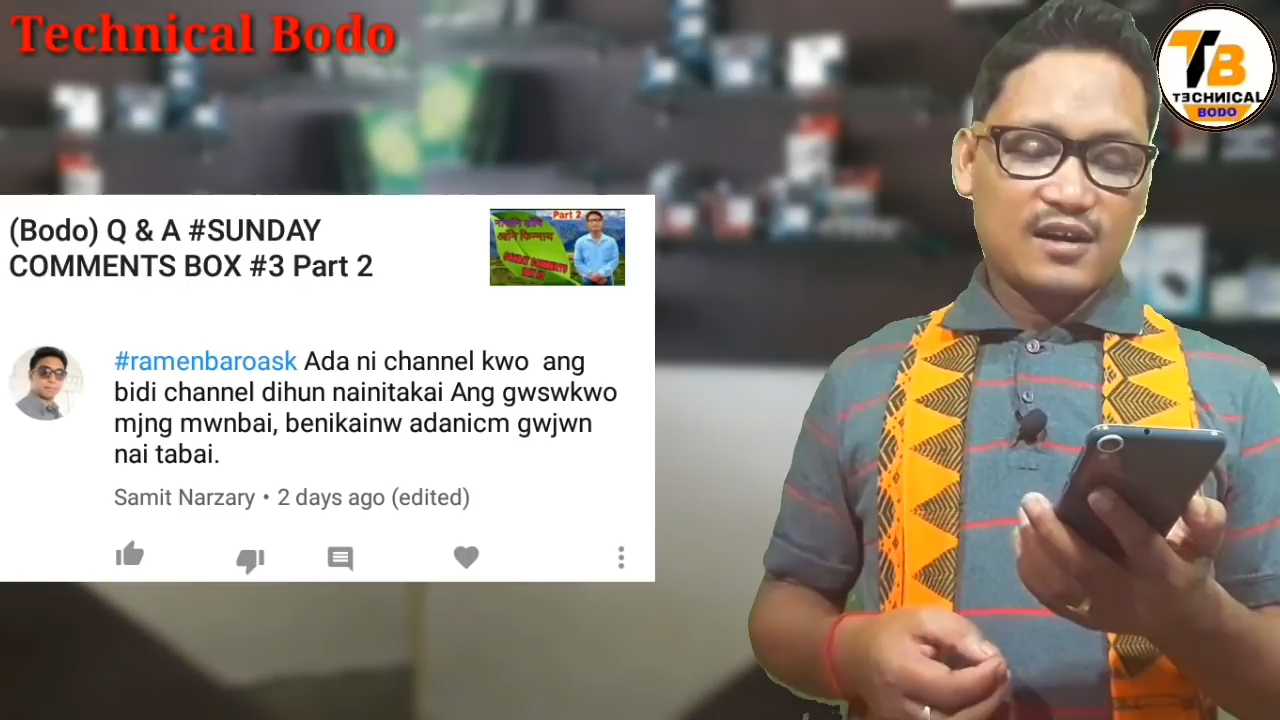 Technical Bodo
TB
TECHNICAL
BODO
(Bodo) Q & A #SUNDAY
COMMENTS BOX #3 Part 2
Part 2
#ramenbaroask Ada ni channel kwo ang
bidi channel dihun nainitakai Ang gwswkwo
mjng mwnbai, benikainw adanicm gwjwn
nai tabai.
Samit Narzary • 2 days ago (edited)